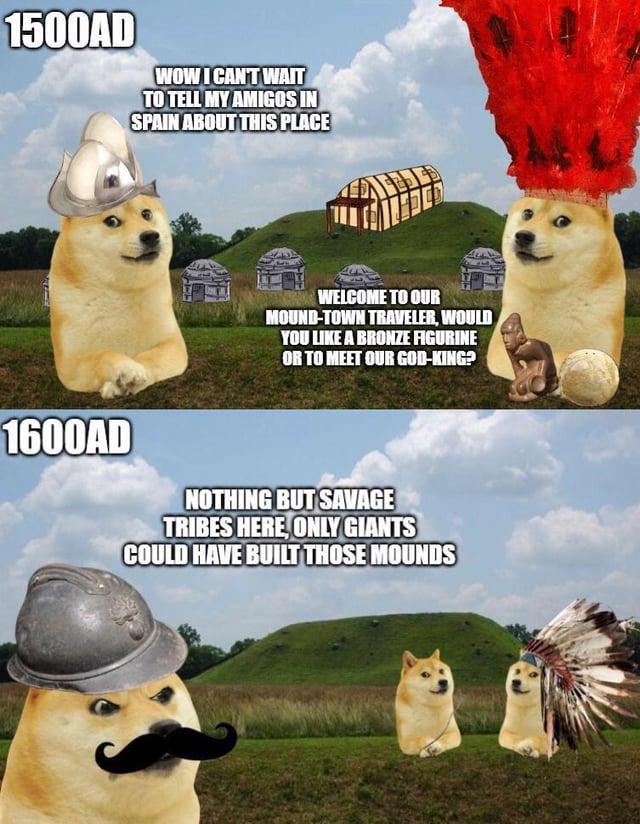 1500AD
WOW I CAN'T WAIT
TO TELL MY AMIGOS IN
SPAIN ABOUT THIS PLACE
WELCOME TO OUR
MOUND-TOWN TRAVELER, WOULD
YOU LIKE A BRONZE FIGURINE
OR TO MEET OUR GOD-KING?
1600AD
NOTHING BUT SAVAGE
TRIBES HERE, ONLY GIANTS
COULD HAVE BUILT THOSE MOUNDS